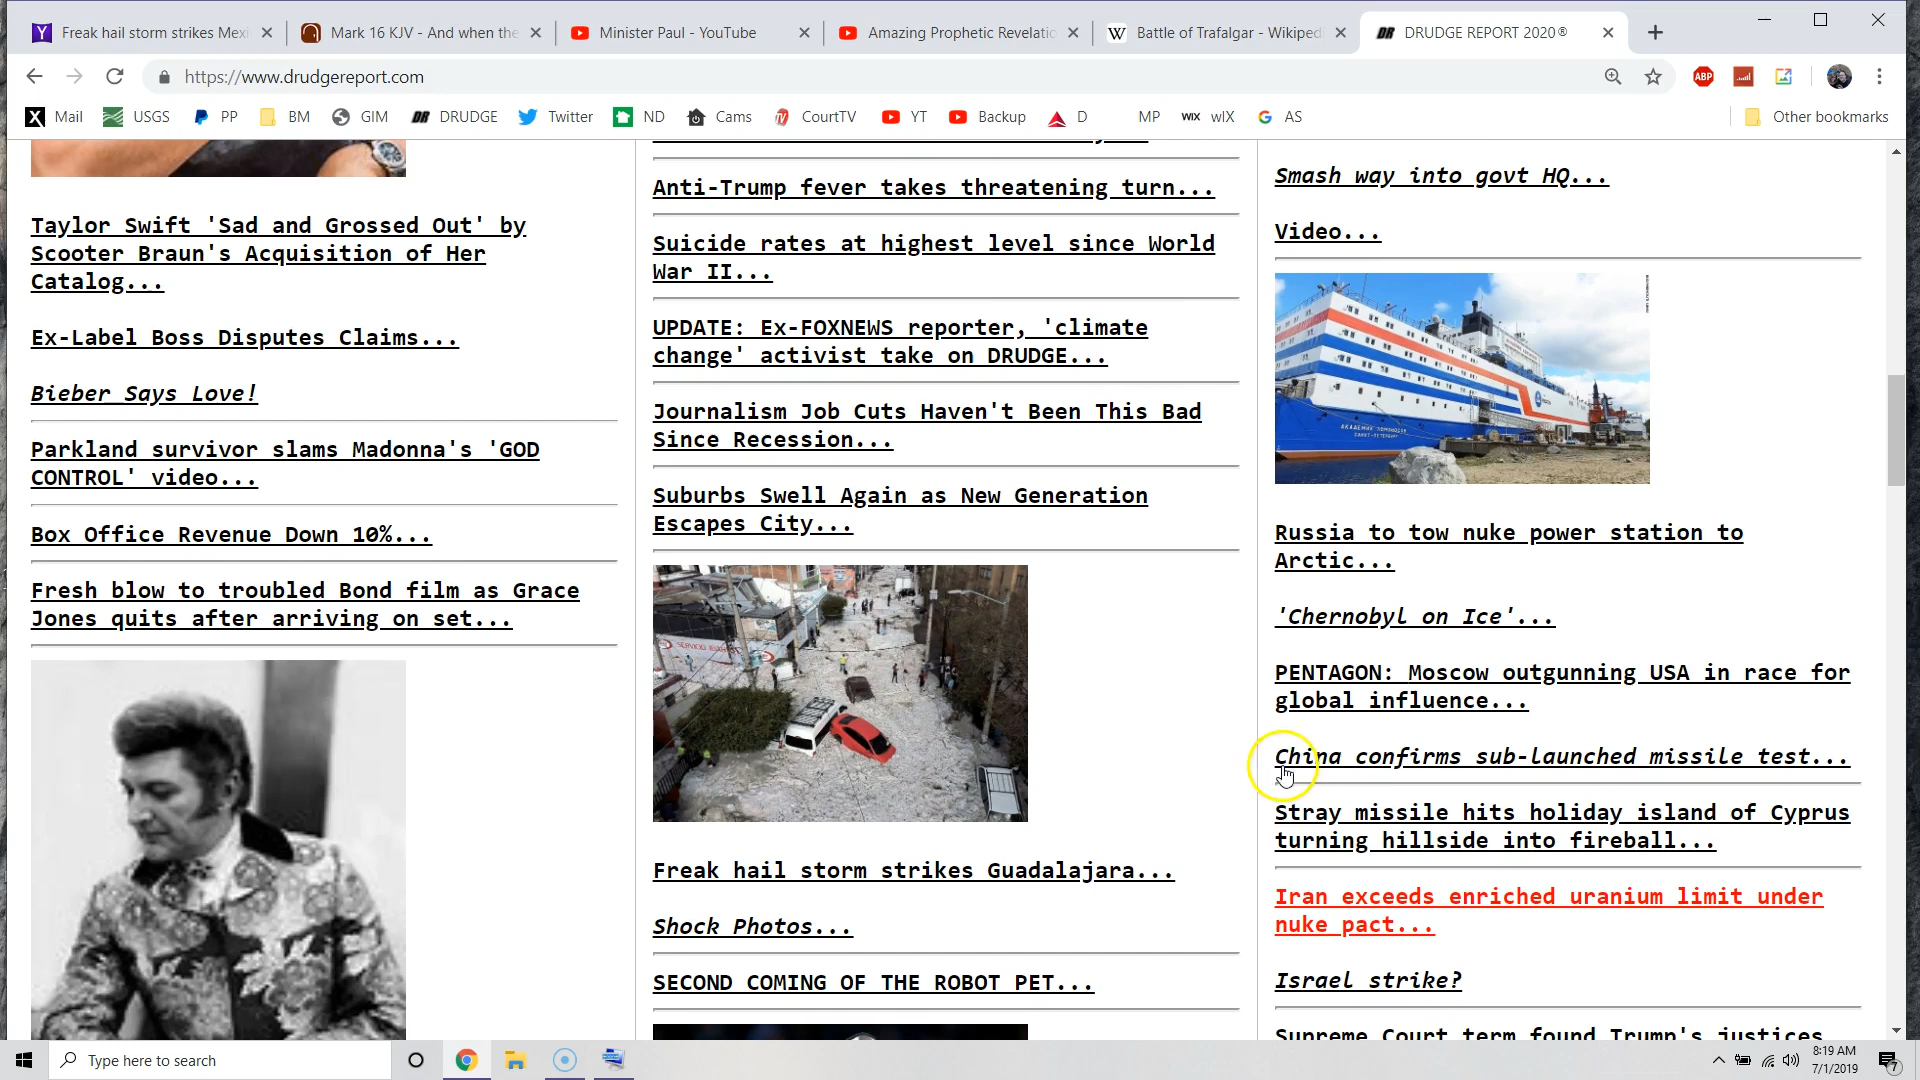 Freak hail storm strikes Mexi
Mark 16 KJV - And when the
Minister Paul - YouTube
Amazing Prophetic Revelatio
W Battle of Trafalgar - Wikiped
DR DRUDGE REPORT 2020®
https://www.drudgereport.com
ABP
X Mail
USGS
PP
BM
GIM
DR DRUDGE
Twitter
ND
Cams
CourtTV
YT
Backup
D
MP
WIX wIX
G AS
Other bookmarks
Taylor Swift 'Sad and Grossed Out' by
Scooter Braun's Acquisition of Her
Catalog...
Ex-Label Boss Disputes Claims...
Bieber Says Love!
Parkland survivor slams Madonna's 'GOD
CONTROL' video...
Box Office Revenue Down 10%...
Fresh blow to troubled Bond film as Grace
Jones quits after arriving on set...
Anti-Trump fever takes threatening turn...
Suicide rates at highest level since World
War II...
UPDATE: Ex-FOXNEWS reporter, 'climate
change' activist take on DRUDGE...
Journalism Job Cuts Haven't Been This Bad
Since Recession...
Suburbs Swell Again as New Generation
Escapes City...
Freak hail storm strikes Guadalajara...
Shock Photos...
SECOND COMING OF THE ROBOT PET...
Smash way into govt HQ...
Video...
АКАДЕМИК ЛОМОНОСОВ
САНКТ-ПЕТЕРБУРГ
Russia to tow nuke power station to
Arctic...
'Chernobyl on Ice'...
PENTAGON: Moscow outgunning USA in race for
global influence...
China confirms sub-launched missile test...
Stray missile hits holiday island of Cyprus
turning hillside into fireball...
Iran exceeds enriched uranium limit under
nuke pact...
Israel strike?
Supreme Court term found Trump's justices
Type here to search
8:19 AM
7/1/2019
7